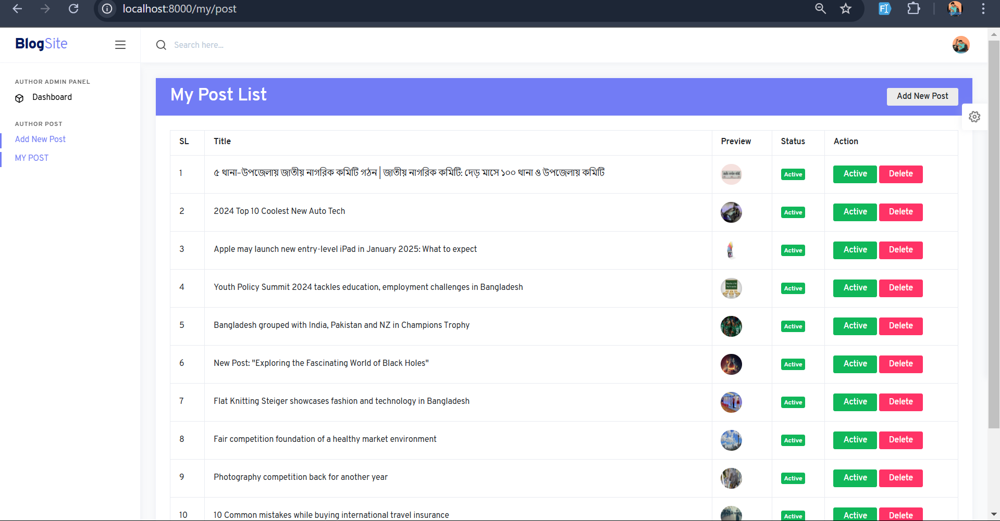 localhost:8000/my/post
BlogSite
Search here...
AUTHOR ADMIN PANEL
Dashboard
AUTHOR POST
Add New Post
MY POST
My Post List
Add New Post
SL Title Preview Status Action
1 ৫ থানা-উপজেলায় জাতীয় নাগরিক কমিটি গঠন | জাতীয় নাগরিক কমিটি: দেড় মাসে ১০০ থানা ও উপজেলায় কমিটি Active Active Delete
2 2024 Top 10 Coolest New Auto Tech Active Active Delete
3 Apple may launch new entry-level iPad in January 2025: What to expect Active Active Delete
4 Youth Policy Summit 2024 tackles education, employment challenges in Bangladesh Active Active Delete
5 Bangladesh grouped with India, Pakistan and NZ in Champions Trophy Active Active Delete
6 New Post: "Exploring the Fascinating World of Black Holes" Active Active Delete
7 Flat Knitting Steiger showcases fashion and technology in Bangladesh Active Active Delete
8 Fair competition foundation of a healthy market environment Active Active Delete
9 Photography competition back for another year Active Active Delete
10 10 Common mistakes while buying international travel insurance Active Active Delete